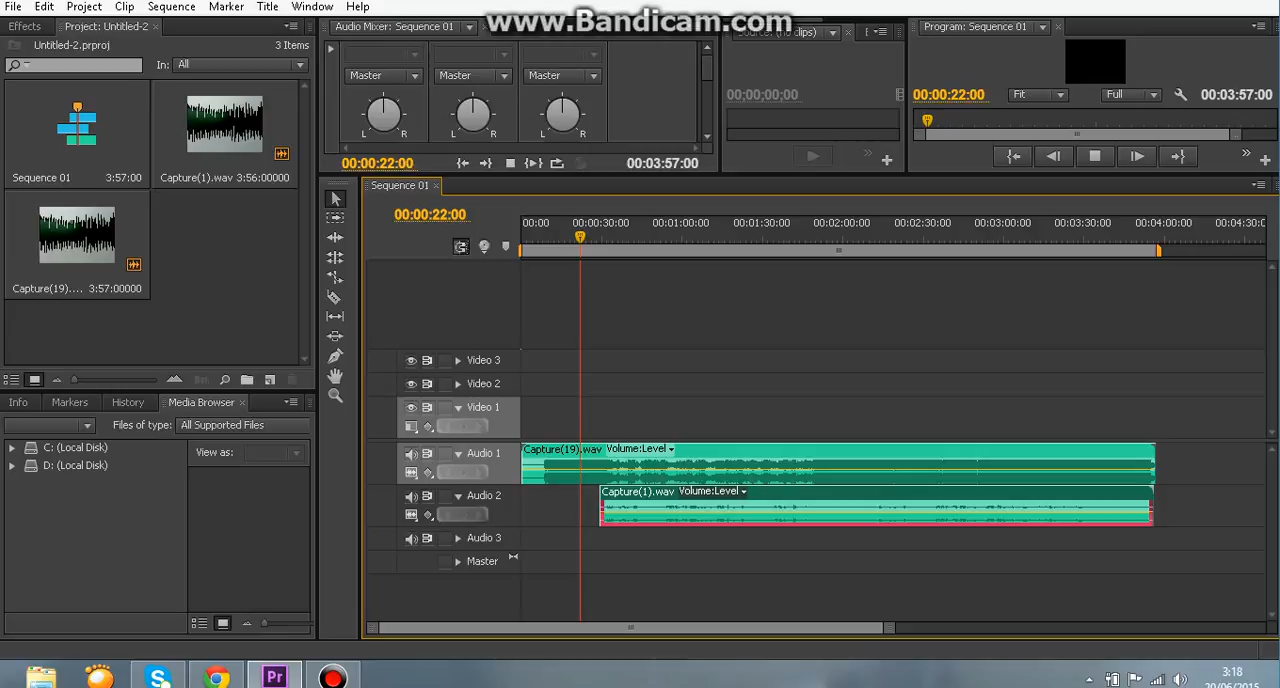 File Edit Project Clip Sequence Marker Title Window Help
www.Bandicam.com
Effects Project: Untitled-2 ×
Untitled-2.prproj 3 Items
In: All
Sequence 01 3:57:00 Capture(1).wav 3:56:00000
Capture(19).... 3:57:00000
Audio Mixer: Sequence 01
Master Master Master
L R L R L R
00:00:22:00 00:03:57:00
Source: (no clips)
00;00;00;00
Program: Sequence 01 ×
00:00:22:00 Fit Full 00:03:57:00
Sequence 01 ×
00:00:22:00
00:00 00:00:30:00 00:01:00:00 00:01:30:00 00:02:00:00 00:02:30:00 00:03:00:00 00:03:30:00 00:04:00:00 00:04:30:0
Video 3
Video 2
Video 1
Audio 1 Capture(19).wav Volume:Level
Audio 2 Capture(1).wav Volume:Level
Audio 3
Master
Info Markers History Media Browser ×
Files of type: All Supported Files
C: (Local Disk) View as:
D: (Local Disk)
Pr
3:18
20/06/2015